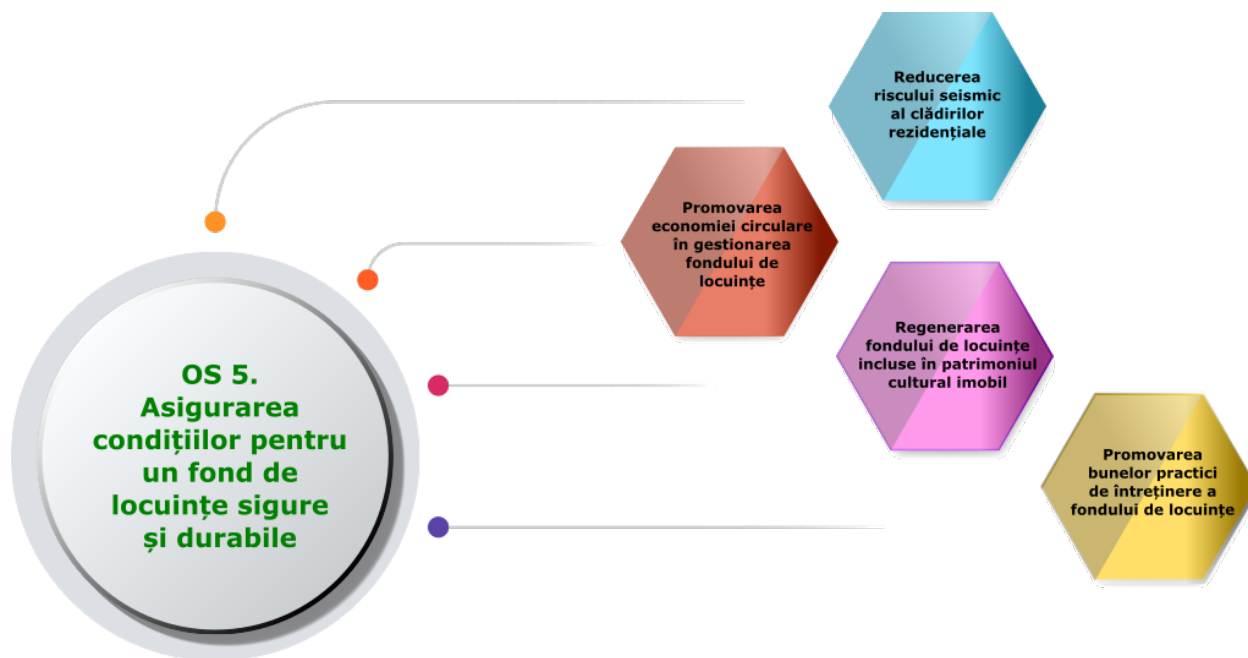 Reducerea
riscului seismic
al clădirilor
rezidențiale
Promovarea
economiei circulare
în gestionarea
fondului de
locuințe
Regenerarea
fondului de locuințe
incluse în patrimoniul
cultural imobil
OS 5.
Asigurarea
condițiilor pentru
un fond de
locuințe sigure
și durabile
Promovarea
bunelor practici
de întreținere a
fondului de locuințe